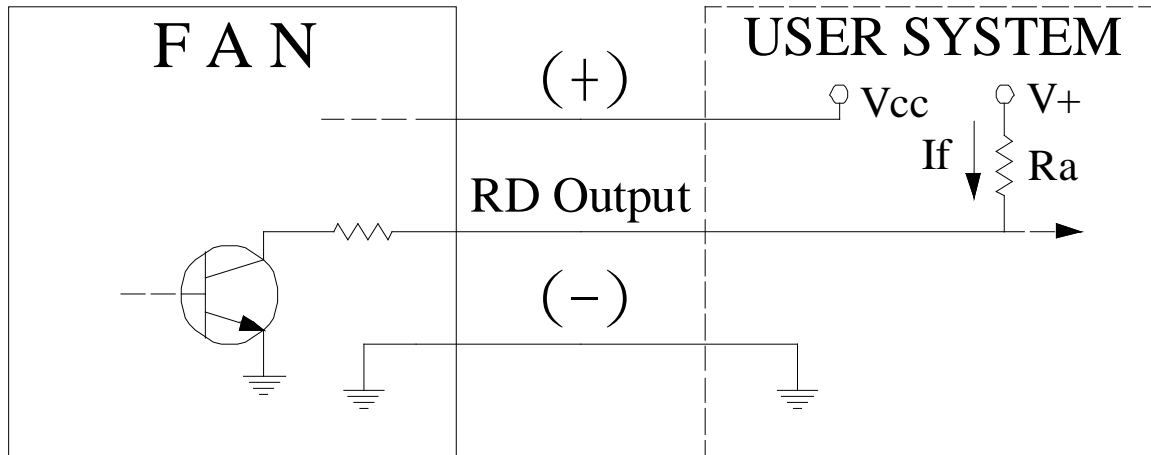 F A N
USER SYSTEM
(+)
Vcc
V+
If
Ra
RD Output
(-)